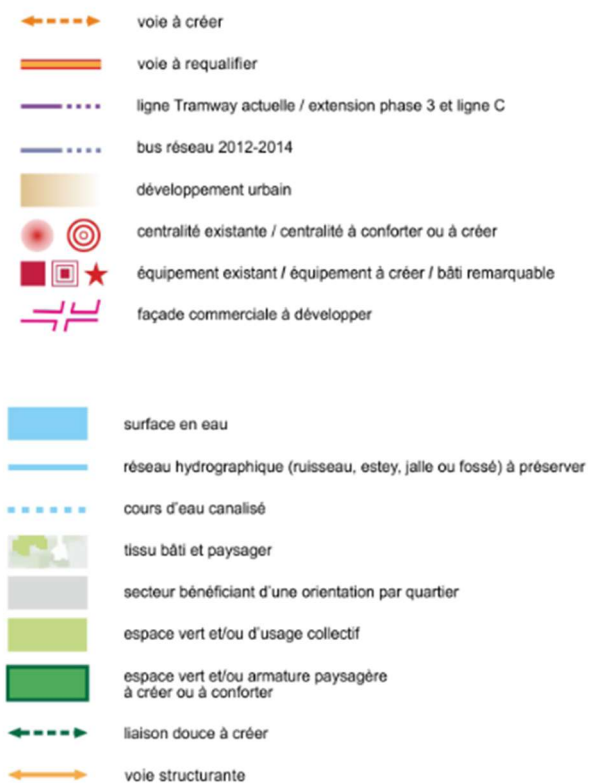 voie à créer
voie à requalifier
ligne Tramway actuelle / extension phase 3 et ligne C
bus réseau 2012-2014
développement urbain
centralité existante / centralité à conforter ou à créer
équipement existant / équipement à créer / bâti remarquable
façade commerciale à développer
surface en eau
réseau hydrographique (ruisseau, estey, jalle ou fossé) à préserver
cours d'eau canalisé
tissu bâti et paysager
secteur bénéficiant d'une orientation par quartier
espace vert et/ou d'usage collectif
espace vert et/ou armature paysagère
à créer ou à conforter
liaison douce à créer
voie structurante